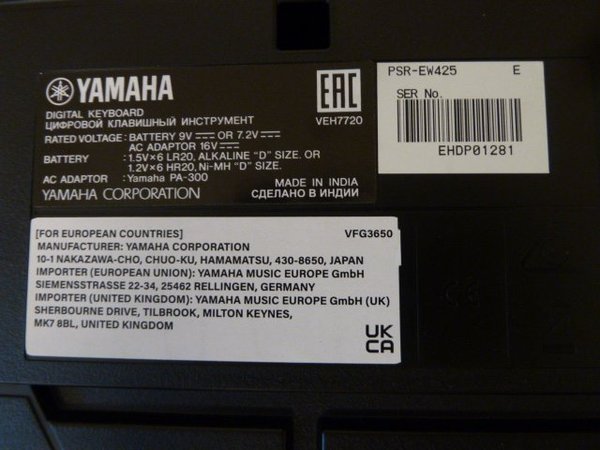 YAMAHA
DIGITAL KEYBOARD
ЦИФРОВОЙ КЛАВИШНЫЙ ИНСТРУМЕНТ
RATED VOLTAGE : BATTERY 9V ⎓ OR 7.2V ⎓
AC ADAPTOR 16V ⎓
BATTERY : 1.5V×6 LR20, ALKALINE "D" SIZE. OR
1.2V×6 HR20, Ni-MH "D" SIZE.
AC ADAPTOR : Yamaha PA-300
YAMAHA CORPORATION
MADE IN INDIA
СДЕЛАНО В ИНДИИ
EAC
VEH7720
PSR-EW425 E
SER No.
EHDP01281
[FOR EUROPEAN COUNTRIES] VFG3650
MANUFACTURER: YAMAHA CORPORATION
10-1 NAKAZAWA-CHO, CHUO-KU, HAMAMATSU, 430-8650, JAPAN
IMPORTER (EUROPEAN UNION): YAMAHA MUSIC EUROPE GmbH
SIEMENSSTRASSE 22-34, 25462 RELLINGEN, GERMANY
IMPORTER (UNITED KINGDOM): YAMAHA MUSIC EUROPE GmbH (UK)
SHERBOURNE DRIVE, TILBROOK, MILTON KEYNES,
MK7 8BL, UNITED KINGDOM
UK
CA